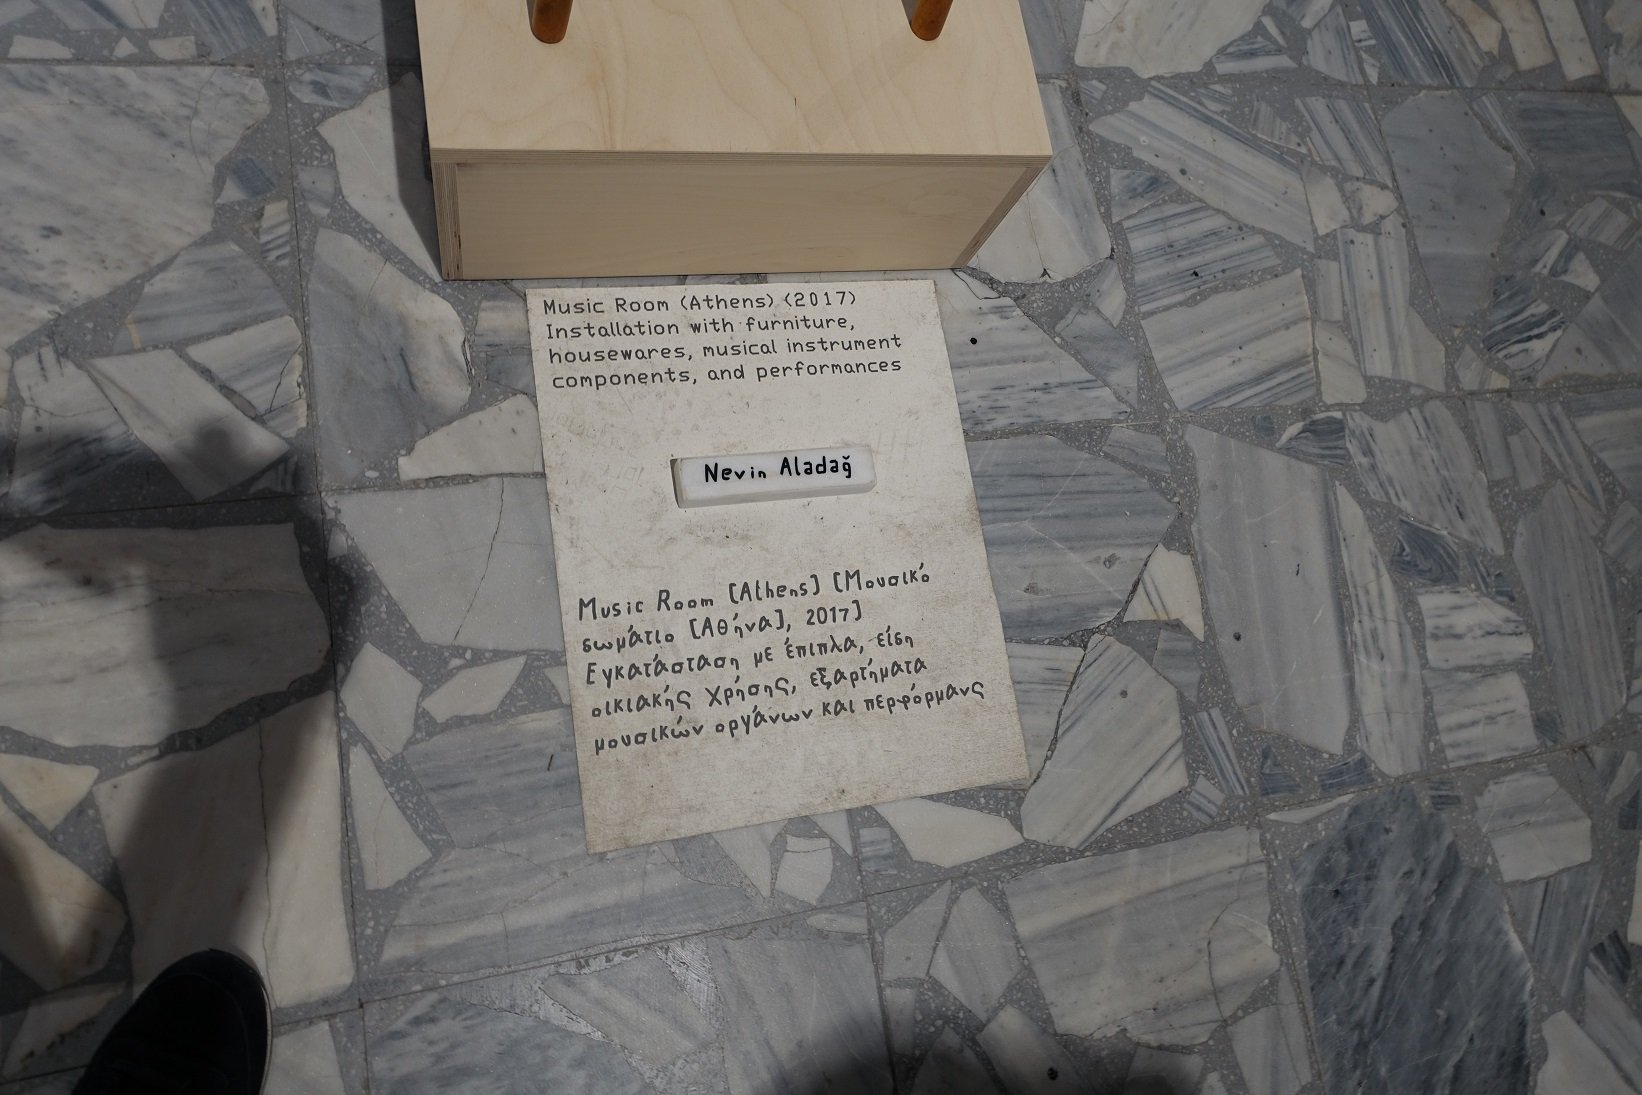 Music Room (Athens) (2017)
Installation with furniture,
housewares, musical instrument
components, and performances
Nevin Aladağ
Music Room [Athens] [Μουσικό
δωμάτιο [Αθήνα], 2017]
Εγκατάσταση με έπιπλα, είδη
οικιακής χρήσης, εξαρτήματα
μουσικών οργάνων και περφόρμανς